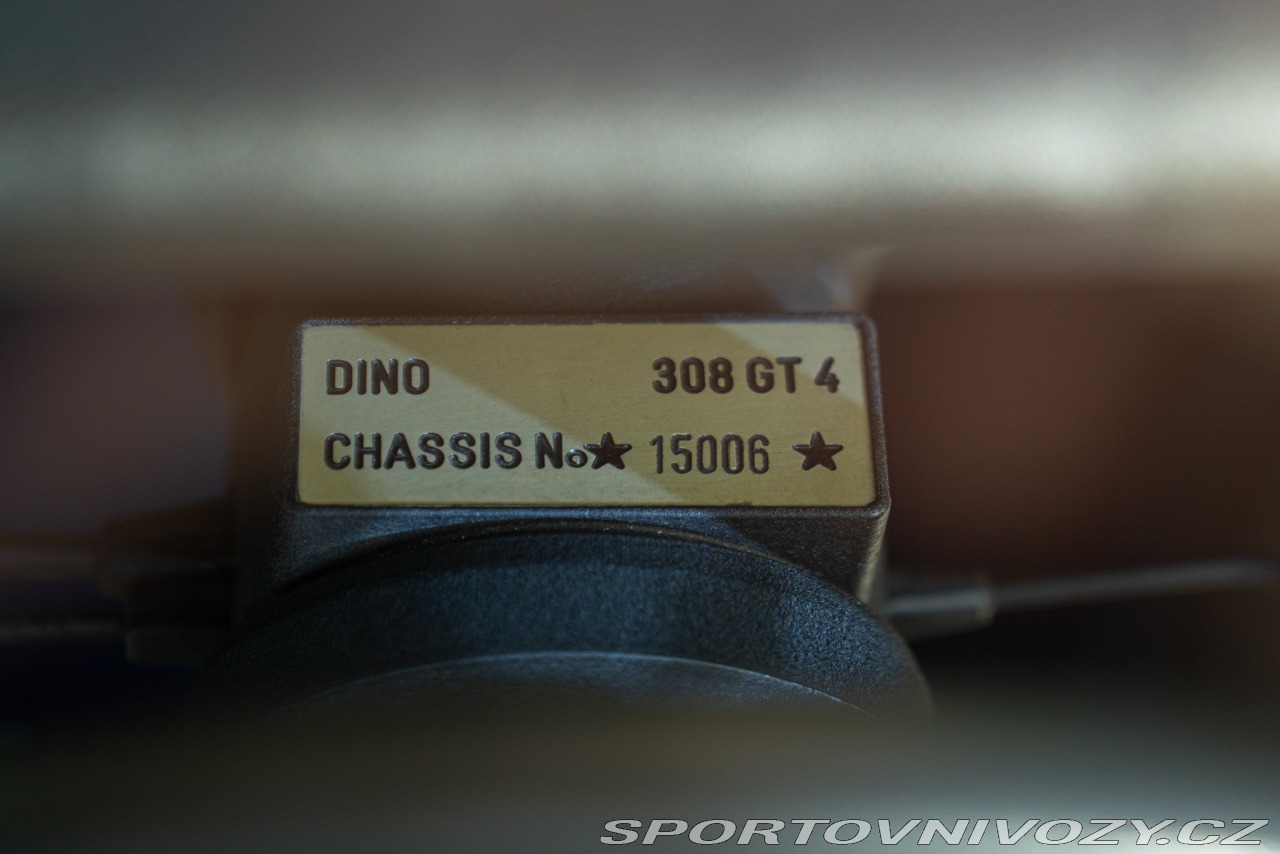 DINO 308 GT 4
CHASSIS No★ 15006 ★
SPORTOVNIVOZY.CZ